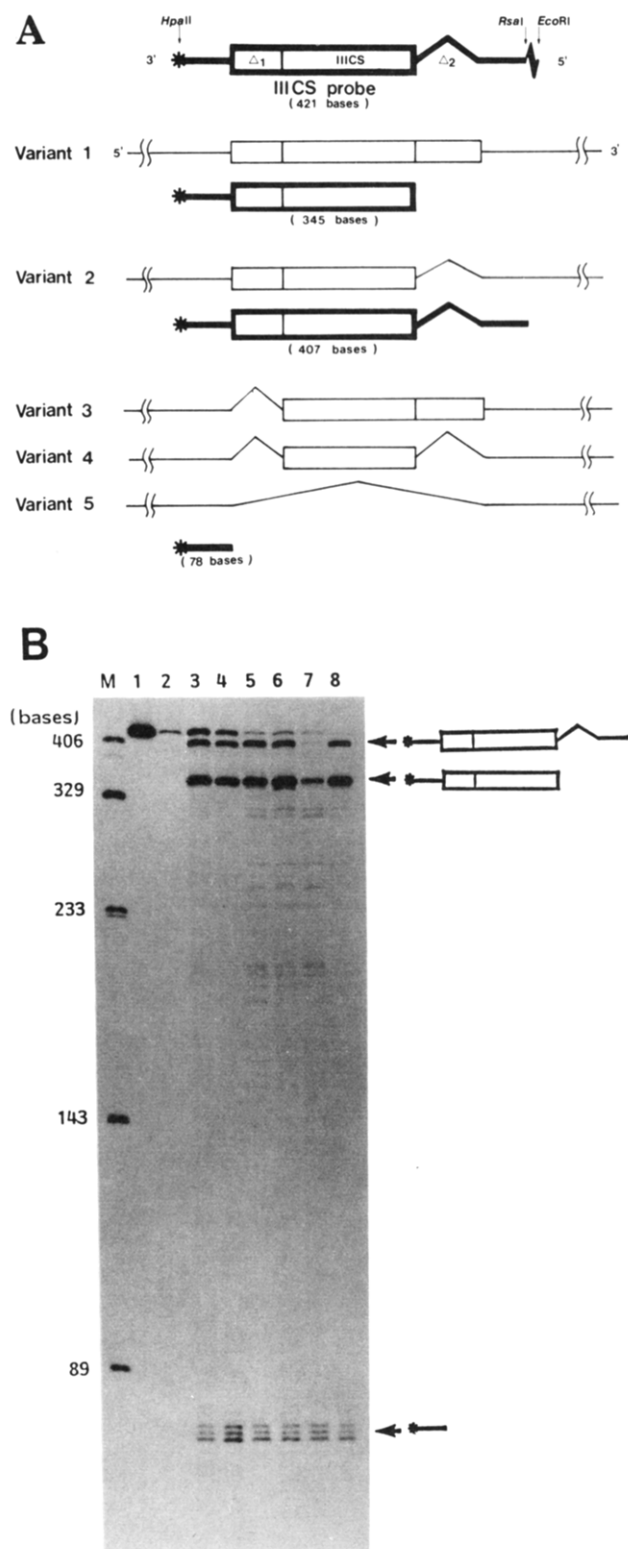 A
HpaII RsaI EcoRI
3' △1 IIICS △2 5'
IIICS probe
(421 bases)
Variant 1 5' 3'
(345 bases)
Variant 2
(407 bases)
Variant 3
Variant 4
Variant 5
(78 bases)
B
M 1 2 3 4 5 6 7 8
(bases)
406
329
233
143
89